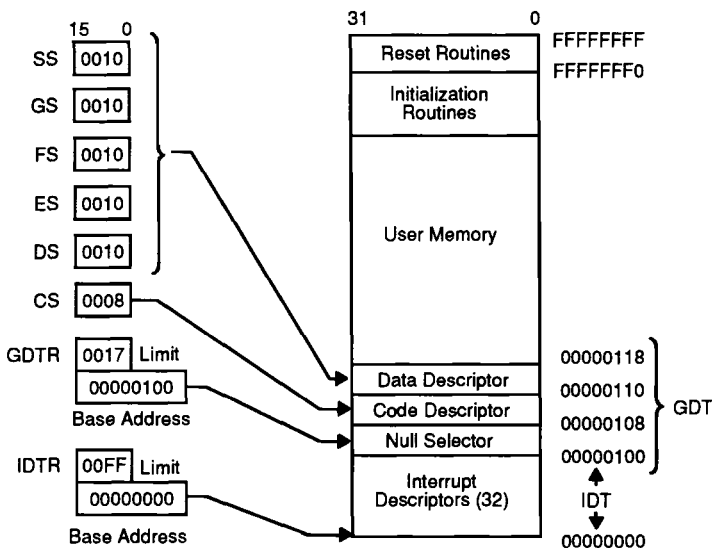 15 0
SS 0010
GS 0010
FS 0010
ES 0010
DS 0010
CS 0008
GDTR 0017 Limit
00000100
Base Address
IDTR 00FF Limit
00000000
Base Address
31 0
Reset Routines
Initialization
Routines
User Memory
Data Descriptor
Code Descriptor
Null Selector
Interrupt
Descriptors (32)
FFFFFFFF
FFFFFFF0
00000118
00000110
00000108
00000100
GDT
IDT
00000000